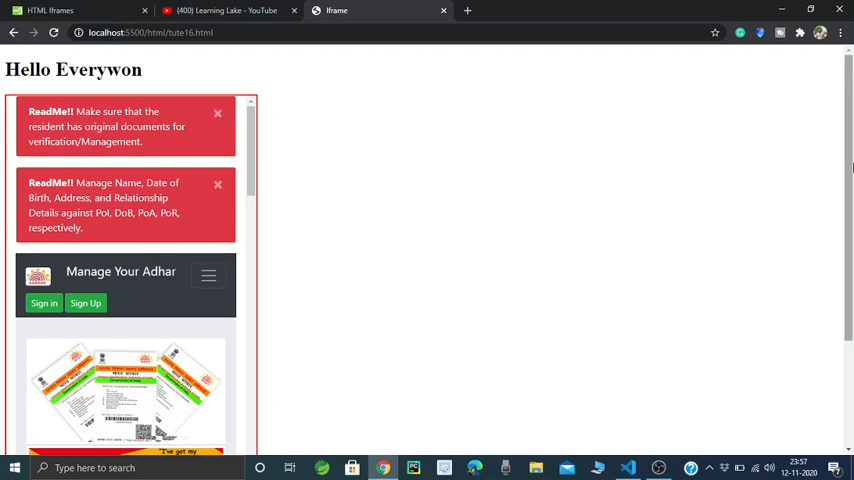 HTML Iframes
(400) Learning Lake - YouTube
Iframe
localhost:5500/html/tute16.html
Hello Everywon
ReadMe!! Make sure that the
resident has original documents for
verification/Management.
ReadMe!! Manage Name, Date of
Birth, Address, and Relationship
Details against PoI, DoB, PoA, PoR,
respectively.
Manage Your Adhar
Sign in
Sign Up
"I've got my
Type here to search
23:57
12-11-2020